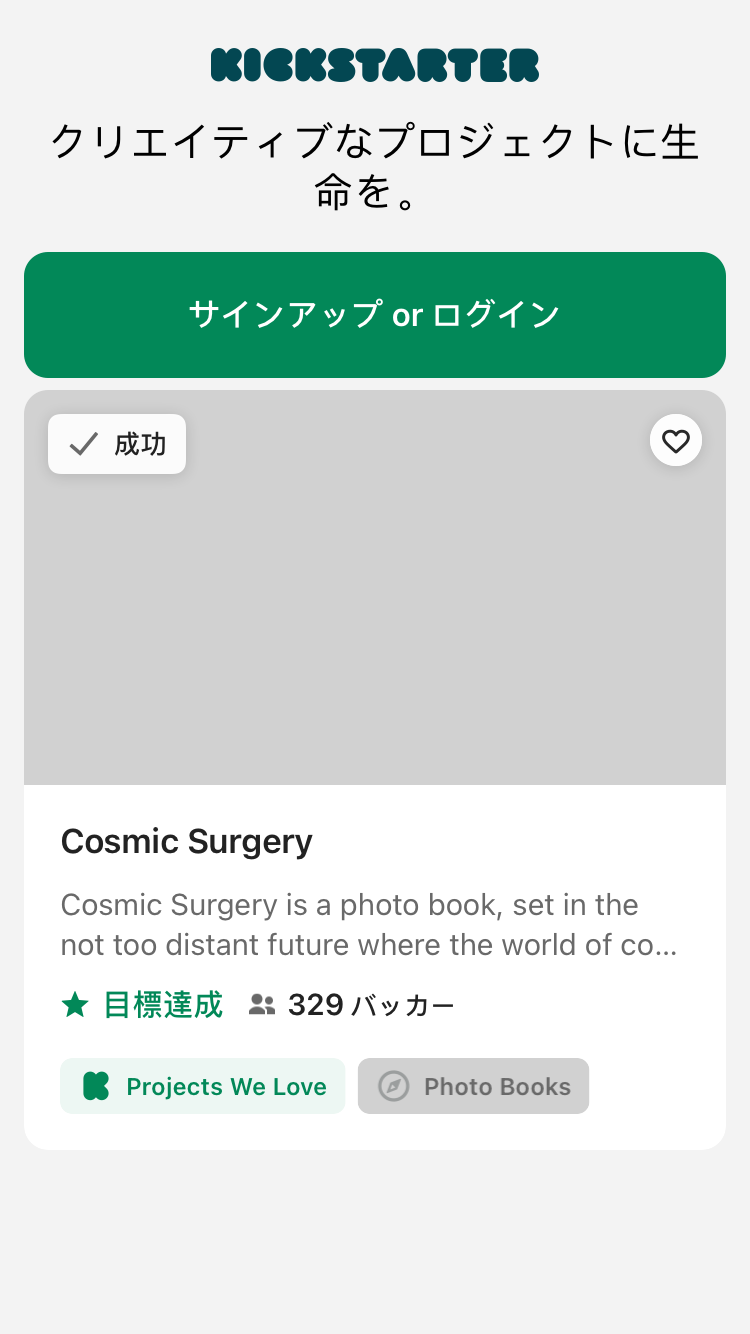 KICKSTARTER
クリエイティブなプロジェクトに生
命を。
サインアップ or ログイン
成功
Cosmic Surgery
Cosmic Surgery is a photo book, set in the
not too distant future where the world of co…
目標達成 329 バッカー
Projects We Love Photo Books